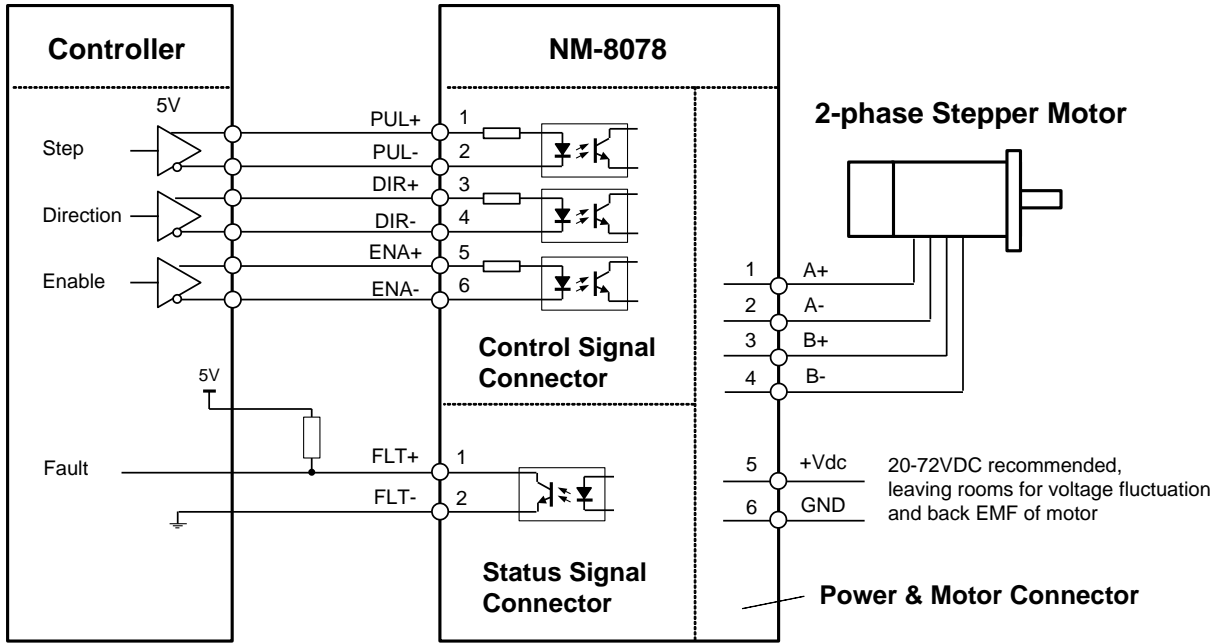 Controller
NM-8078
2-phase Stepper Motor
5V
Step
PUL+
1
PUL-
2
Direction
DIR+
3
DIR-
4
Enable
ENA+
5
ENA-
6
Control Signal
Connector
1
A+
2
A-
3
B+
4
B-
5V
Fault
FLT+
1
FLT-
2
Status Signal
Connector
5
+Vdc
6
GND
20-72VDC recommended,
leaving rooms for voltage fluctuation
and back EMF of motor
Power & Motor Connector